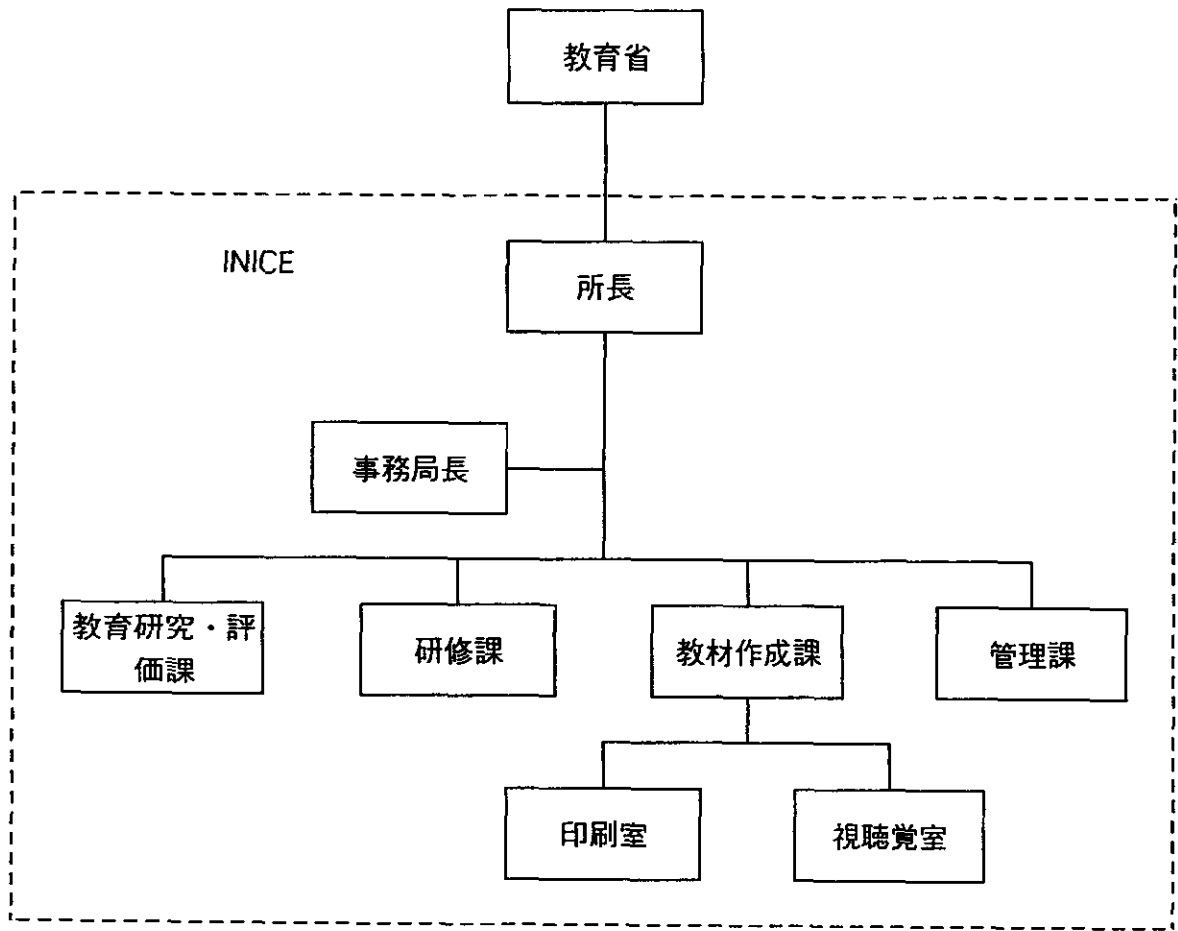 教育省
INICE
所長
事務局長
教育研究・評
価課
研修課
教材作成課
管理課
印刷室
視聴覚室